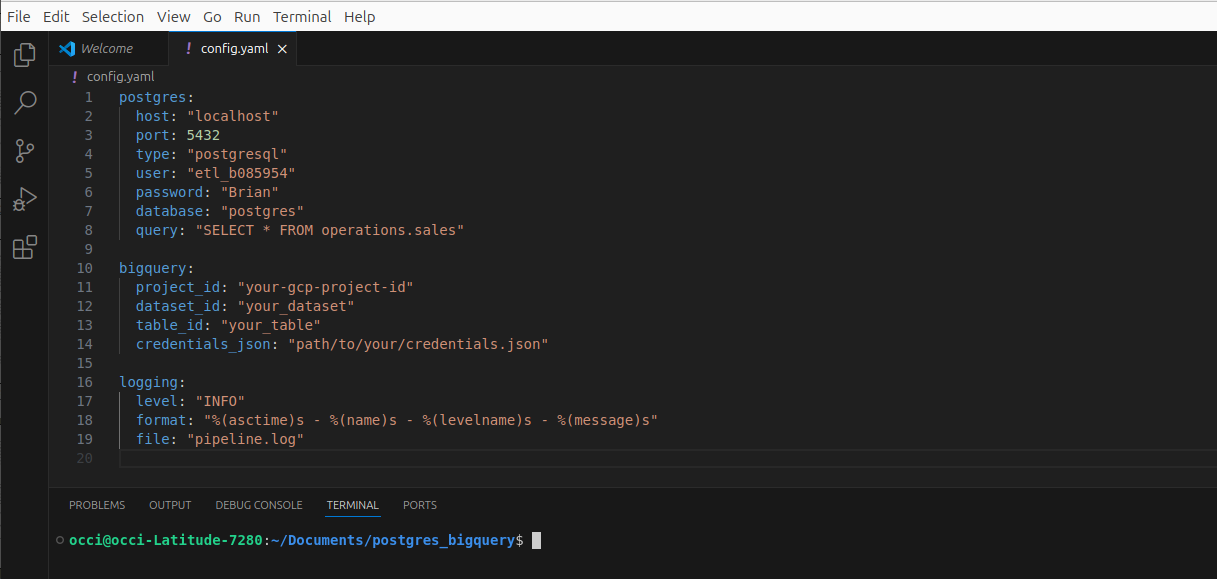 File Edit Selection View Go Run Terminal Help
Welcome ! config.yaml ×
! config.yaml
1 postgres:
2   host: "localhost"
3   port: 5432
4   type: "postgresql"
5   user: "etl_b085954"
6   password: "Brian"
7   database: "postgres"
8   query: "SELECT * FROM operations.sales"
9
10 bigquery:
11   project_id: "your-gcp-project-id"
12   dataset_id: "your_dataset"
13   table_id: "your_table"
14   credentials_json: "path/to/your/credentials.json"
15
16 logging:
17   level: "INFO"
18   format: "%(asctime)s - %(name)s - %(levelname)s - %(message)s"
19   file: "pipeline.log"
20
PROBLEMS OUTPUT DEBUG CONSOLE TERMINAL PORTS
occi@occi-Latitude-7280:~/Documents/postgres_bigquery$